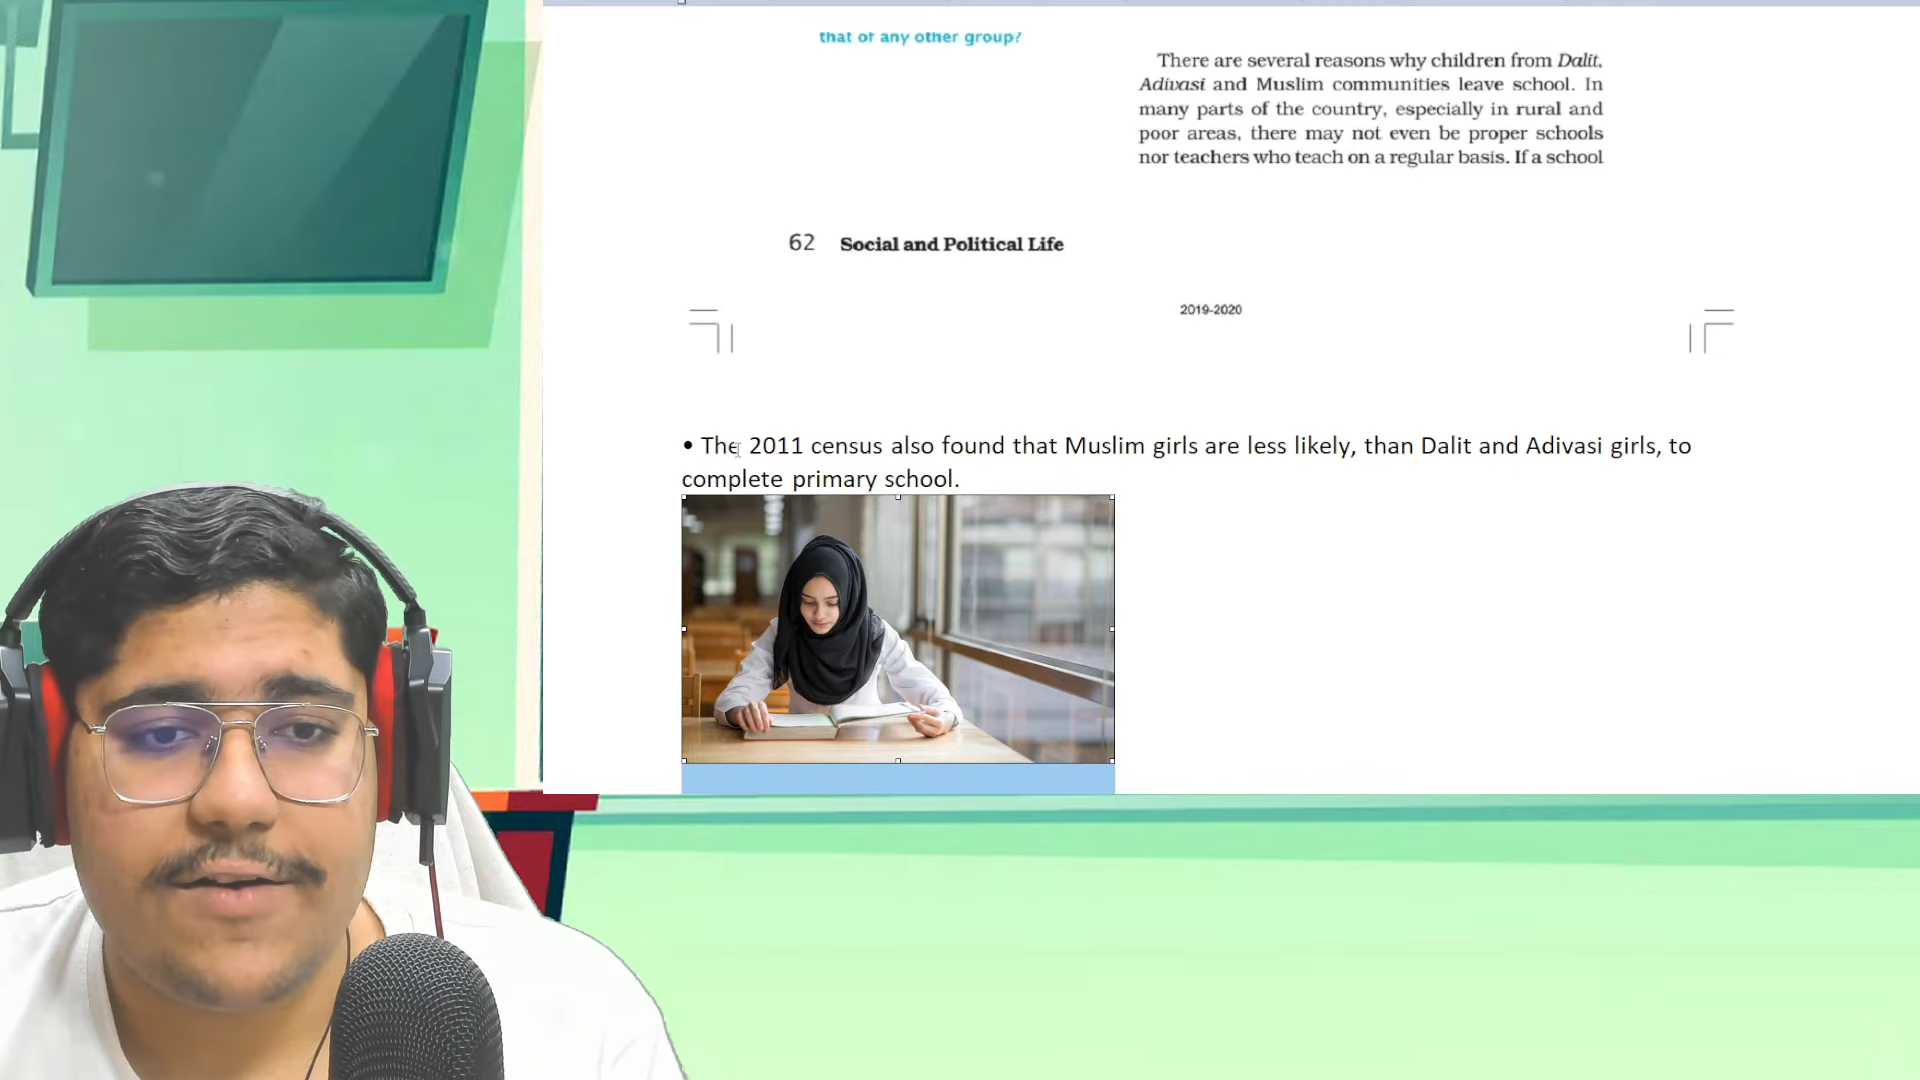 that of any other group?
There are several reasons why children from Dalit,
Adivasi and Muslim communities leave school. In
many parts of the country, especially in rural and
poor areas, there may not even be proper schools
nor teachers who teach on a regular basis. If a school
62 Social and Political Life
2019-2020
• The 2011 census also found that Muslim girls are less likely, than Dalit and Adivasi girls, to
complete primary school.